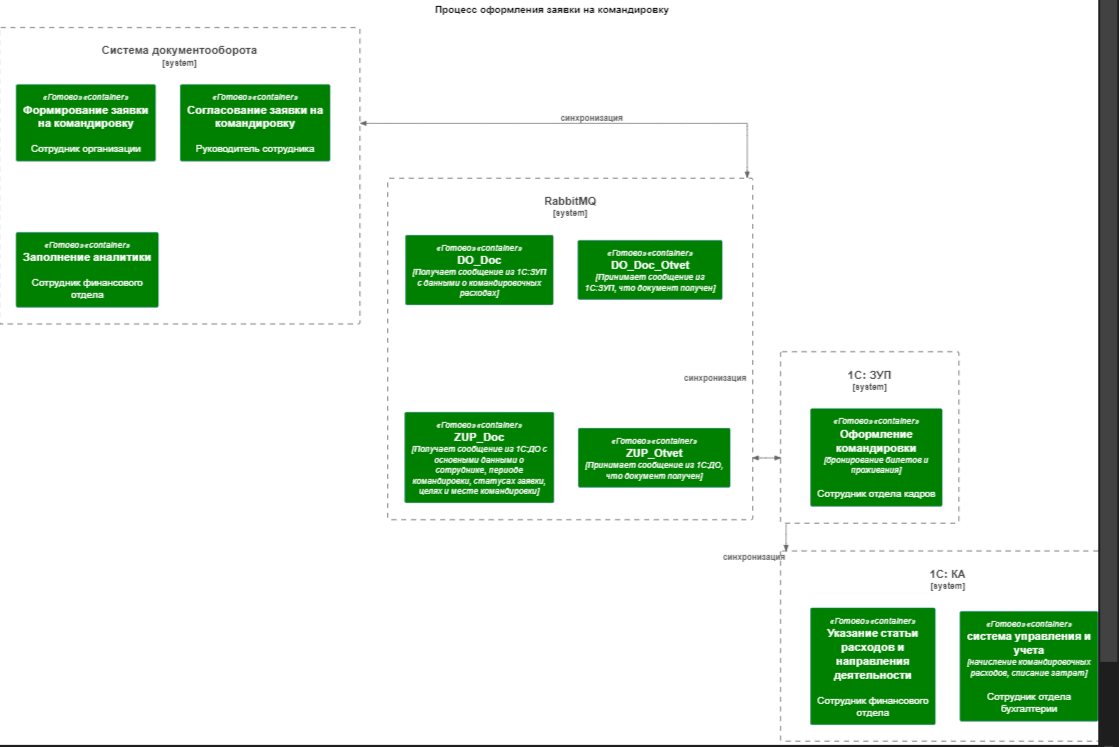 Процесс оформления заявки на командировку
Система документооборота
[system]
«Готово» «container»
Формирование заявки
на командировку
Сотрудник организации
«Готово» «container»
Согласование заявки на
командировку
Руководитель сотрудника
«Готово» «container»
Заполнение аналитики
Сотрудник финансового
отдела
синхронизация
RabbitMQ
[system]
«Готово» «container»
DO_Doc
[Получает сообщение из 1С:ЗУП
с данными о командировочных
расходах]
«Готово» «container»
DO_Doc_Otvet
[Принимает сообщение из
1С:ЗУП, что документ получен]
синхронизация
«Готово» «container»
ZUP_Doc
[Получает сообщение из 1С:ДО с
основными данными о
сотруднике, периоде
командировки, статусах заявки,
целях и месте командировки]
«Готово» «container»
ZUP_Otvet
[Принимает сообщение из 1С:ДО,
что документ получен]
1С: ЗУП
[system]
«Готово» «container»
Оформление
командировки
[бронирование билетов и
проживания]
Сотрудник отдела кадров
синхронизация
1С: КА
[system]
«Готово» «container»
Указание статьи
расходов и
направления
деятельности
Сотрудник финансового
отдела
«Готово» «container»
система управления и
учета
[начисление командировочных
расходов, списание затрат]
Сотрудник отдела
бухгалтерии